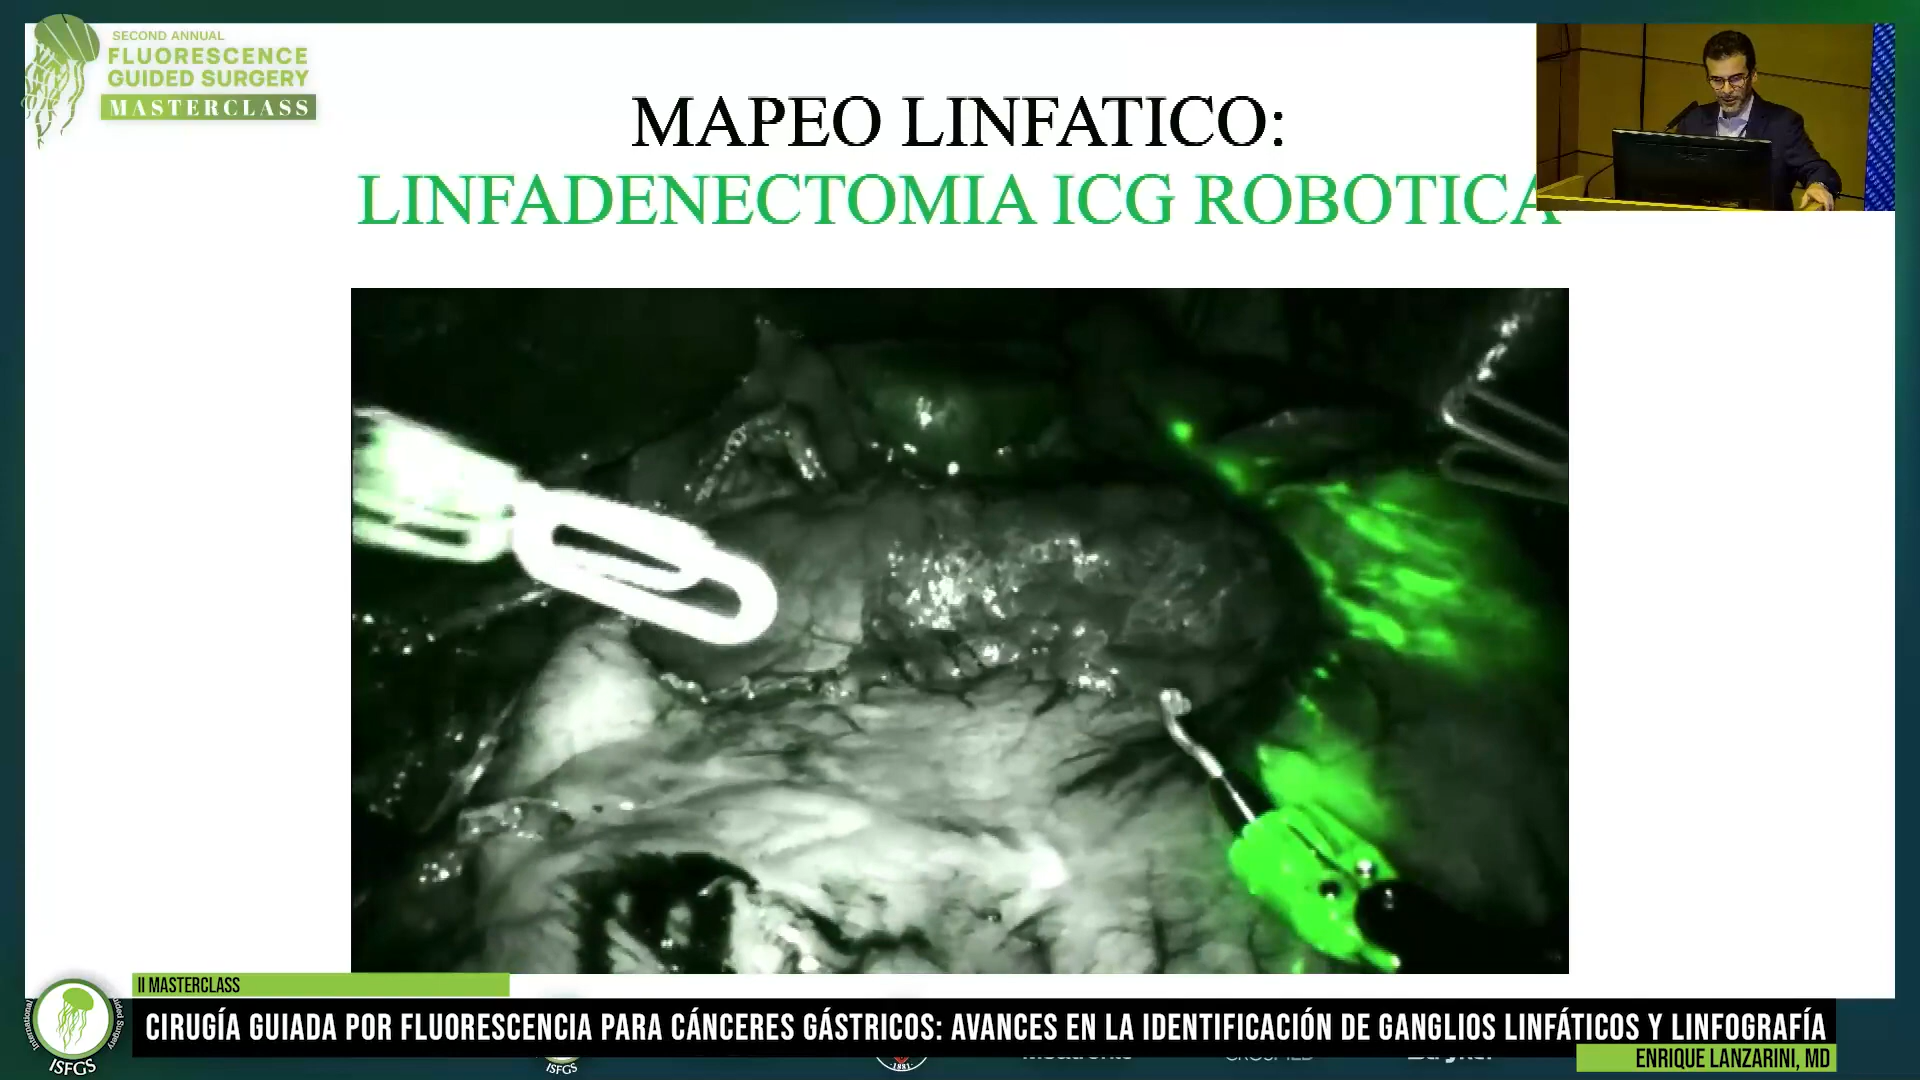 SECOND ANNUAL
FLUORESCENCE
GUIDED SURGERY
MASTERCLASS
MAPEO LINFATICO:
LINFADENECTOMIA ICG ROBOTICA
II MASTERCLASS
CIRUGÍA GUIADA POR FLUORESCENCIA PARA CÁNCERES GÁSTRICOS: AVANCES EN LA IDENTIFICACIÓN DE GANGLIOS LINFÁTICOS Y LINFOGRAFÍA
ENRIQUE LANZARINI, MD
ISFGS
ISFGS
1881